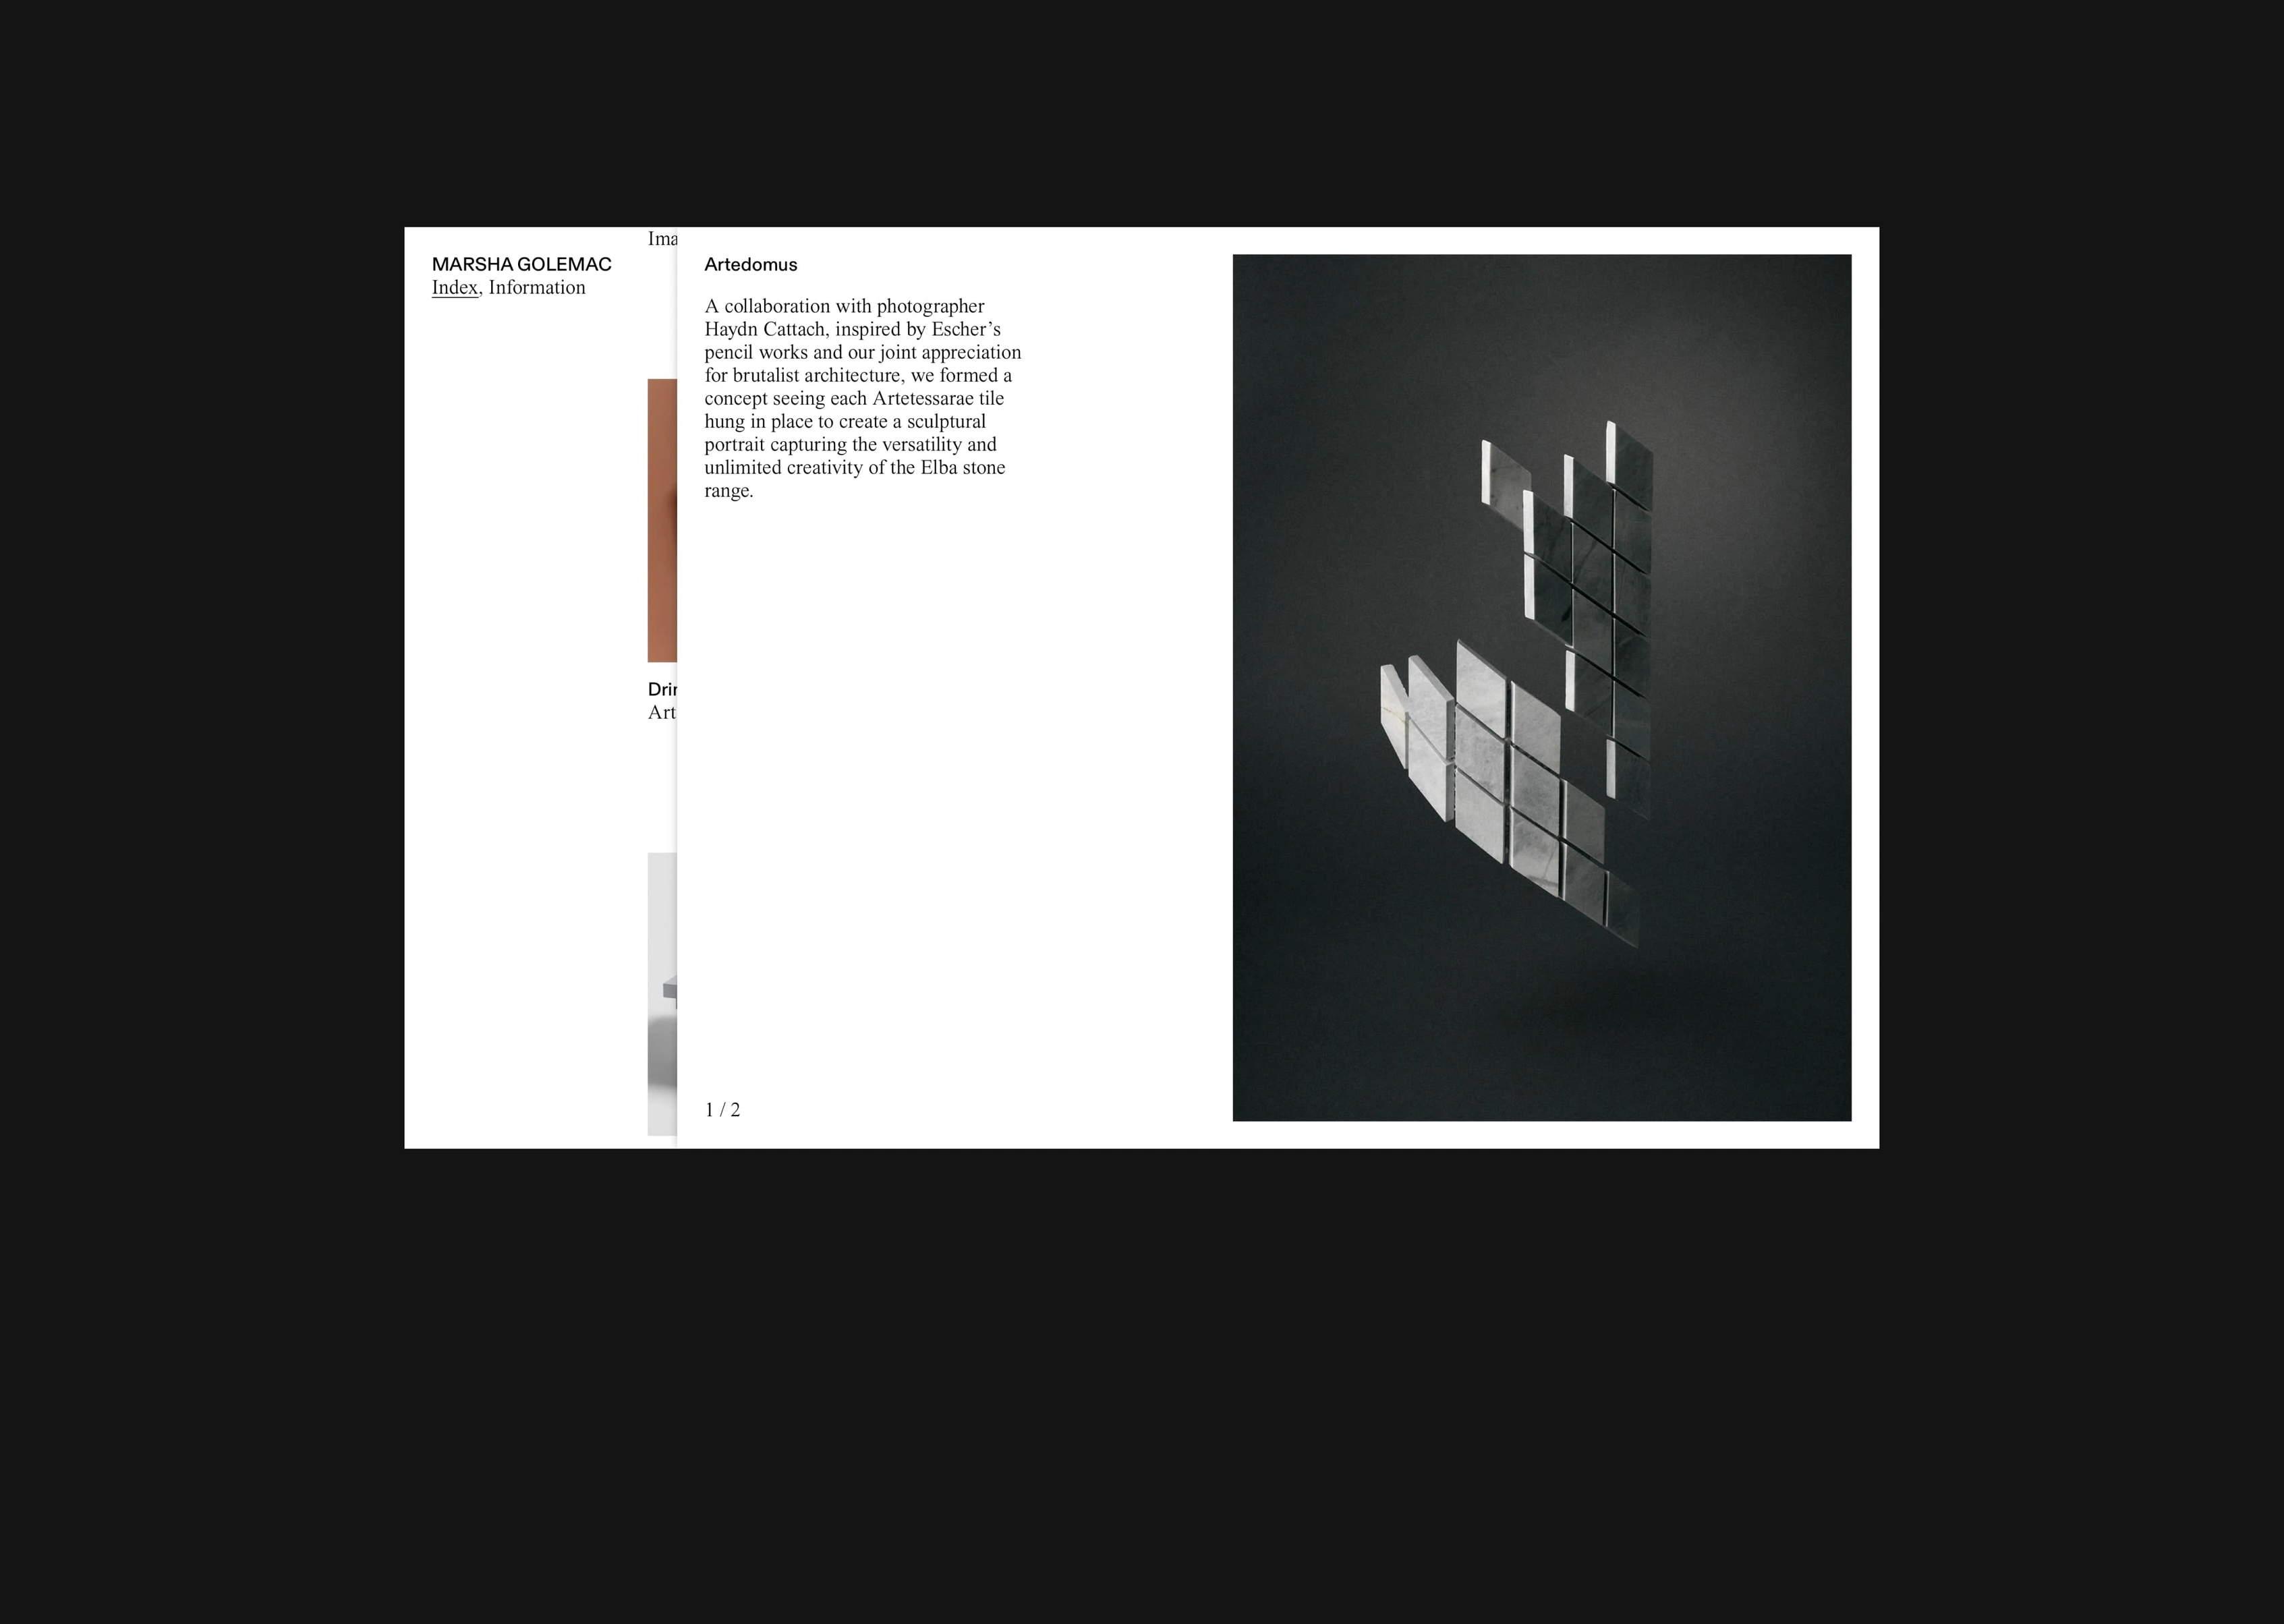 MARSHA GOLEMAC
Index, Information
Ima
Drin
Art
Artedomus
A collaboration with photographer
Haydn Cattach, inspired by Escher’s
pencil works and our joint appreciation
for brutalist architecture, we formed a
concept seeing each Artetessarae tile
hung in place to create a sculptural
portrait capturing the versatility and
unlimited creativity of the Elba stone
range.
1 / 2